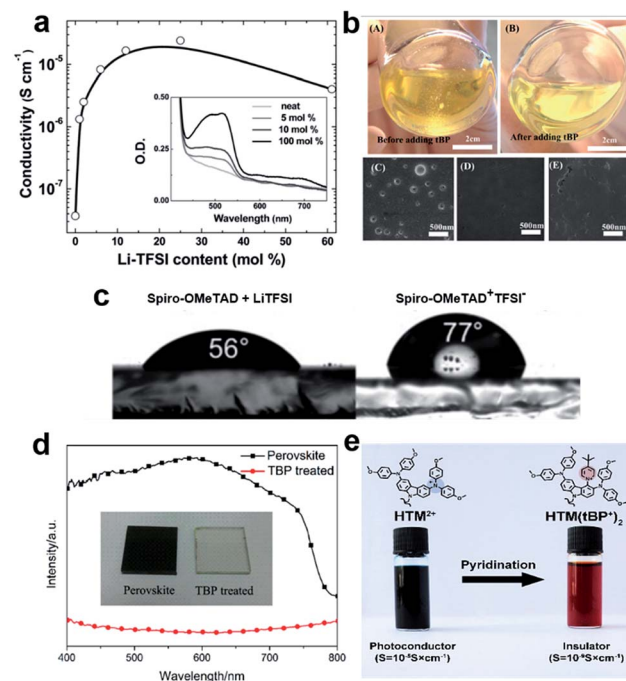 a
Conductivity (S cm⁻¹)
10⁻⁵
10⁻⁶
10⁻⁷
0 10 20 30 40 50 60
Li-TFSI content (mol %)
O.D.
0.50
0.25
0.00
neat
5 mol %
10 mol %
100 mol %
500 600 700
Wavelength (nm)
b
(A)
Before adding tBP
2cm
(B)
After adding tBP
2cm
(C)
500nm
(D)
500nm
(E)
500nm
c
Spiro-OMeTAD + LiTFSI
56°
Spiro-OMeTAD⁺TFSI⁻
77°
d
Intensity/a.u.
Perovskite
TBP treated
Perovskite
TBP treated
400 500 600 700 800
Wavelength/nm
e
HTM²⁺
HTM(tBP⁺)₂
Pyridination
Photoconductor
Insulator